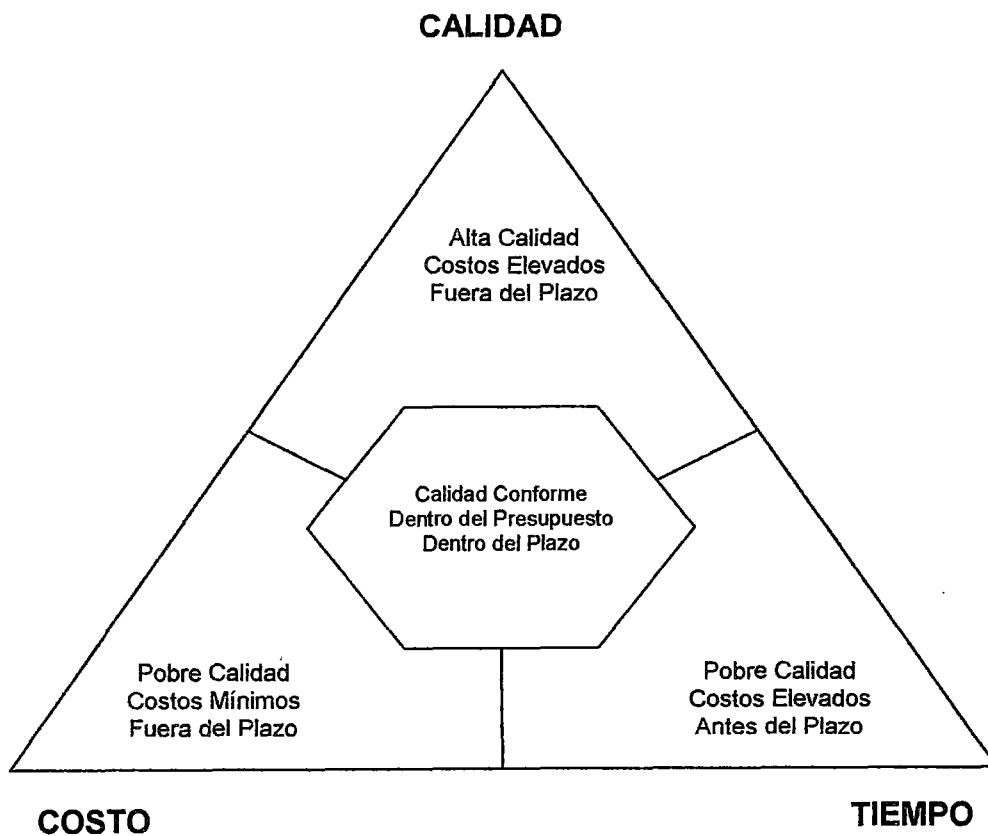 CALIDAD
Alta Calidad
Costos Elevados
Fuera del Plazo
Calidad Conforme
Dentro del Presupuesto
Dentro del Plazo
Pobre Calidad
Costos Mínimos
Fuera del Plazo
Pobre Calidad
Costos Elevados
Antes del Plazo
COSTO
TIEMPO